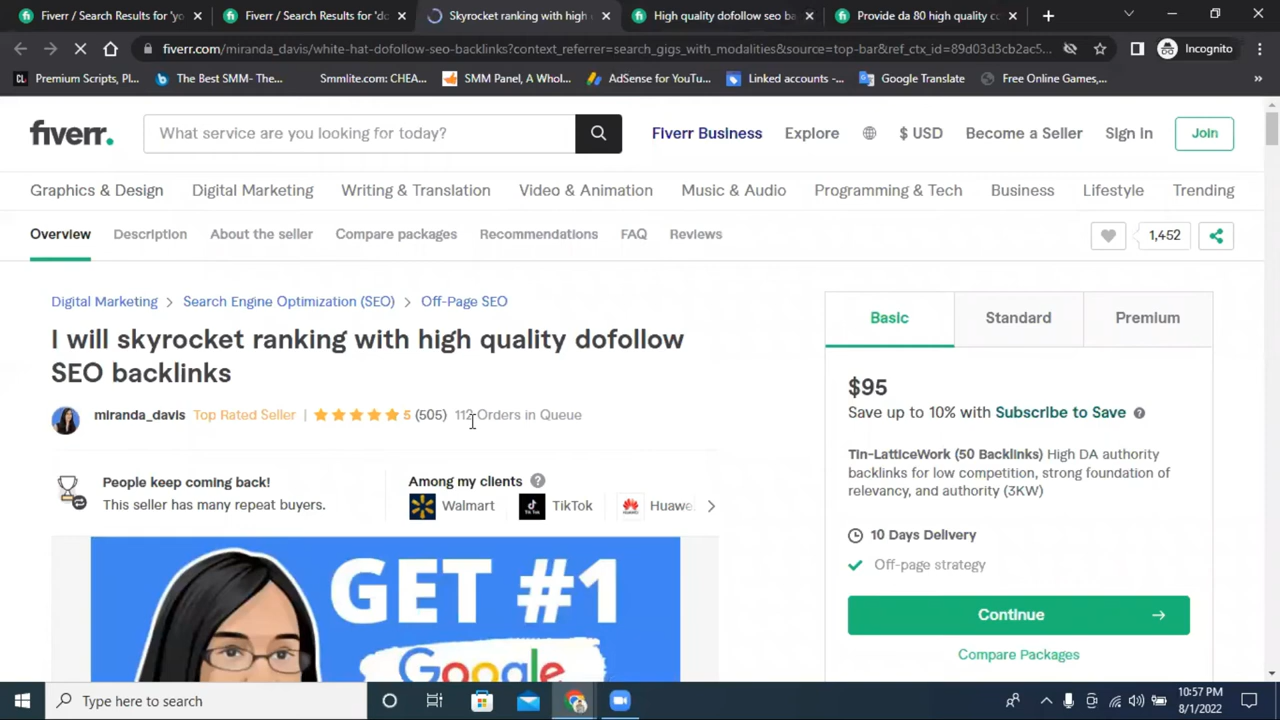 Fiverr / Search Results for 'yo
Fiverr / Search Results for 'do
Skyrocket ranking with high
High quality dofollow seo ba
Provide da 80 high quality co
fiverr.com/miranda_davis/white-hat-dofollow-seo-backlinks?context_referrer=search_gigs_with_modalities&source=top-bar&ref_ctx_id=89d03d3cb2ac5...
Incognito
Premium Scripts, Pl...
The Best SMM- The...
Smmlite.com: CHEA...
SMM Panel, A Whol...
AdSense for YouTu...
Linked accounts -...
Google Translate
Free Online Games,...
fiverr.
What service are you looking for today?
Fiverr Business
Explore
$ USD
Become a Seller
Sign In
Join
Graphics & Design
Digital Marketing
Writing & Translation
Video & Animation
Music & Audio
Programming & Tech
Business
Lifestyle
Trending
Overview
Description
About the seller
Compare packages
Recommendations
FAQ
Reviews
1,452
Digital Marketing > Search Engine Optimization (SEO) > Off-Page SEO
I will skyrocket ranking with high quality dofollow
SEO backlinks
miranda_davis Top Rated Seller | 5 (505) Orders in Queue
People keep coming back!
This seller has many repeat buyers.
Among my clients
Walmart
TikTok
Huawe
GET #1
Google
Basic
Standard
Premium
$95
Save up to 10% with Subscribe to Save
Tin-LatticeWork (50 Backlinks) High DA authority
backlinks for low competition, strong foundation of
relevancy, and authority (3KW)
10 Days Delivery
Off-page strategy
Continue
Compare Packages
Type here to search
10:57 PM
8/1/2022